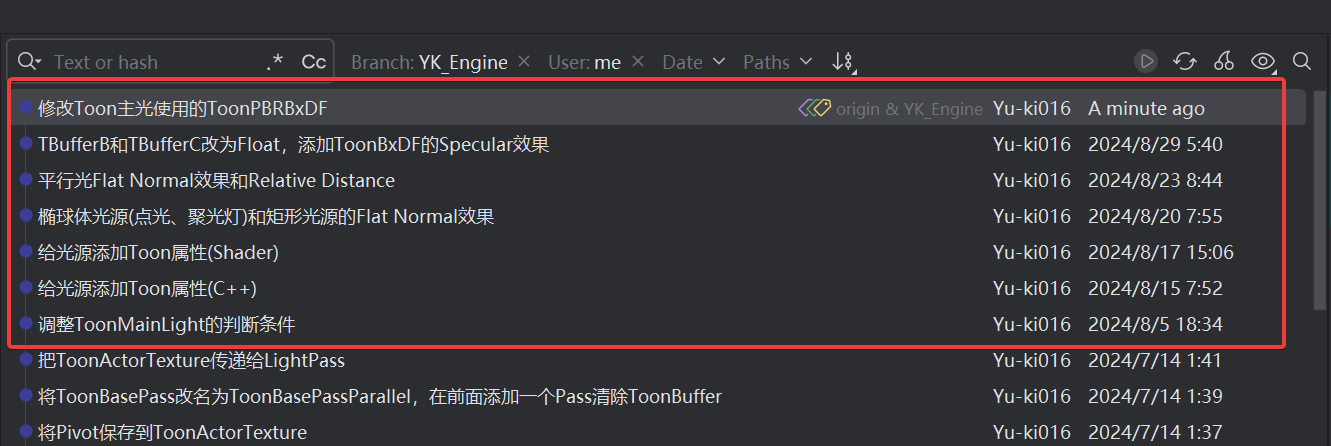 Text or hash .* Cc Branch: YK_Engine × User: me × Date Paths
修改Toon主光使用的ToonPBRBxDF origin & YK_Engine Yu-ki016 A minute ago
TBufferB和TBufferC改为Float，添加ToonBxDF的Specular效果 Yu-ki016 2024/8/29 5:40
平行光Flat Normal效果和Relative Distance Yu-ki016 2024/8/23 8:44
椭球体光源(点光、聚光灯)和矩形光源的Flat Normal效果 Yu-ki016 2024/8/20 7:55
给光源添加Toon属性(Shader) Yu-ki016 2024/8/17 15:06
给光源添加Toon属性(C++) Yu-ki016 2024/8/15 7:52
调整ToonMainLight的判断条件 Yu-ki016 2024/8/5 18:34
把ToonActorTexture传递给LightPass Yu-ki016 2024/7/14 1:41
将ToonBasePass改名为ToonBasePassParallel，在前面添加一个Pass清除ToonBuffer Yu-ki016 2024/7/14 1:39
将Pivot保存到ToonActorTexture Yu-ki016 2024/7/14 1:37